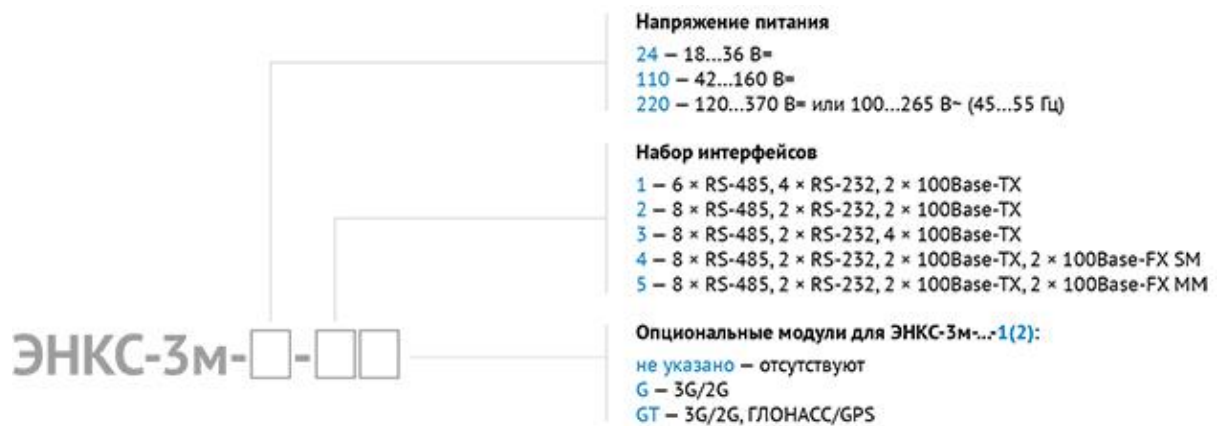 Напряжение питания
24 — 18...36 В=
110 — 42...160 В=
220 — 120...370 В= или 100...265 В~ (45...55 Гц)
Набор интерфейсов
1 — 6 × RS-485, 4 × RS-232, 2 × 100Base-TX
2 — 8 × RS-485, 2 × RS-232, 2 × 100Base-TX
3 — 8 × RS-485, 2 × RS-232, 4 × 100Base-TX
4 — 8 × RS-485, 2 × RS-232, 2 × 100Base-TX, 2 × 100Base-FX SM
5 — 8 × RS-485, 2 × RS-232, 2 × 100Base-TX, 2 × 100Base-FX MM
ЭНКС-3м-□-□□
Опциональные модули для ЭНКС-3м-...-1(2):
не указано — отсутствуют
G — 3G/2G
GT — 3G/2G, ГЛОНАСС/GPS